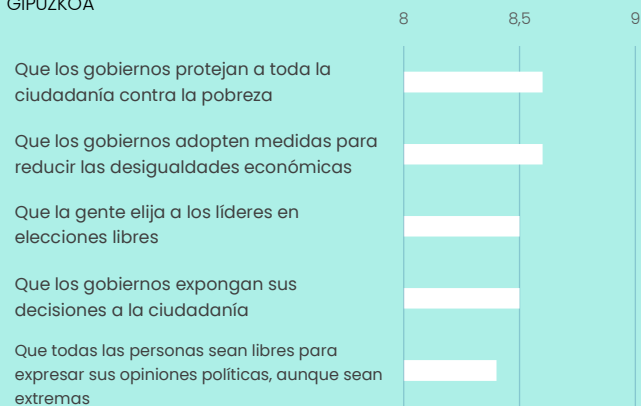 GIPUZKOA
8 8,5 9
Que los gobiernos protejan a toda la
ciudadanía contra la pobreza
Que los gobiernos adopten medidas para
reducir las desigualdades económicas
Que la gente elija a los líderes en
elecciones libres
Que los gobiernos expongan sus
decisiones a la ciudadanía
Que todas las personas sean libres para
expresar sus opiniones políticas, aunque sean
extremas